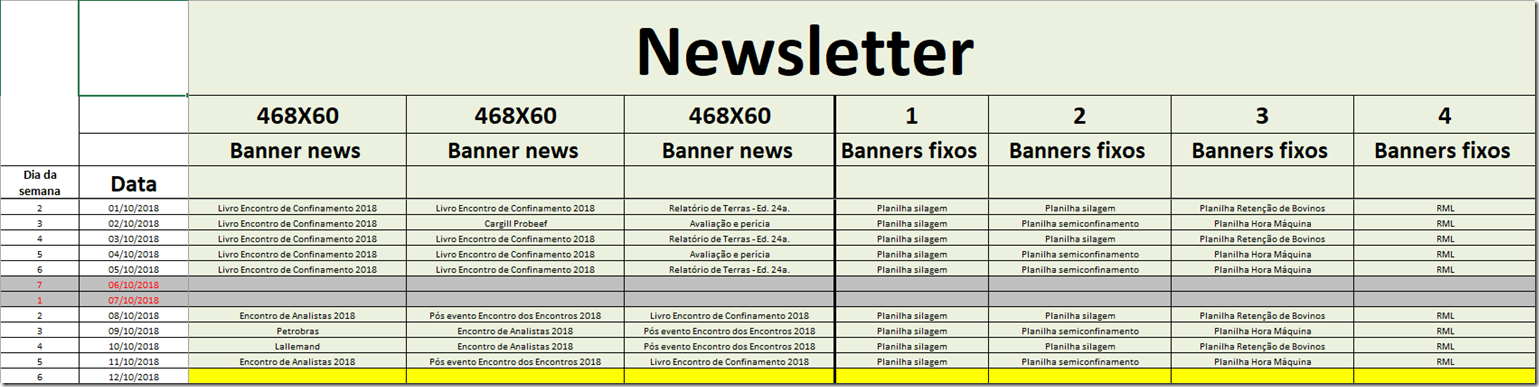 Newsletter
468X60 468X60 468X60 1 2 3 4
Banner news Banner news Banner news Banners fixos Banners fixos Banners fixos Banners fixos
Dia da
semana Data
2 01/10/2018 Livro Encontro de Confinamento 2018 Livro Encontro de Confinamento 2018 Relatório de Terras - Ed. 24a. Planilha silagem Planilha silagem Planilha Retenção de Bovinos RML
3 02/10/2018 Livro Encontro de Confinamento 2018 Cargill Probeef Avaliação e perícia Planilha silagem Planilha semiconfinamento Planilha Hora Máquina RML
4 03/10/2018 Livro Encontro de Confinamento 2018 Livro Encontro de Confinamento 2018 Relatório de Terras - Ed. 24a. Planilha silagem Planilha silagem Planilha Retenção de Bovinos RML
5 04/10/2018 Livro Encontro de Confinamento 2018 Livro Encontro de Confinamento 2018 Avaliação e perícia Planilha silagem Planilha semiconfinamento Planilha Hora Máquina RML
6 05/10/2018 Livro Encontro de Confinamento 2018 Livro Encontro de Confinamento 2018 Relatório de Terras - Ed. 24a. Planilha silagem Planilha semiconfinamento Planilha Hora Máquina RML
7 06/10/2018
1 07/10/2018
2 08/10/2018 Encontro de Analistas 2018 Pós evento Encontro dos Encontros 2018 Livro Encontro de Confinamento 2018 Planilha silagem Planilha silagem Planilha Retenção de Bovinos RML
3 09/10/2018 Petrobras Encontro de Analistas 2018 Pós evento Encontro dos Encontros 2018 Planilha silagem Planilha semiconfinamento Planilha Hora Máquina RML
4 10/10/2018 Lallemand Encontro de Analistas 2018 Pós evento Encontro dos Encontros 2018 Planilha silagem Planilha silagem Planilha Retenção de Bovinos RML
5 11/10/2018 Encontro de Analistas 2018 Pós evento Encontro dos Encontros 2018 Livro Encontro de Confinamento 2018 Planilha silagem Planilha semiconfinamento Planilha Hora Máquina RML
6 12/10/2018